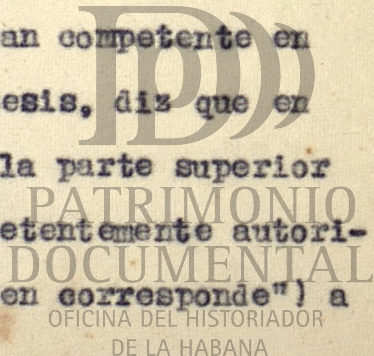 an competente en
esis, diz que en
la parte superior
etentemente autori-
en corresponde") a
PD
PATRIMONIO
DOCUMENTAL
OFICINA DEL HISTORIADOR
DE LA HABANA